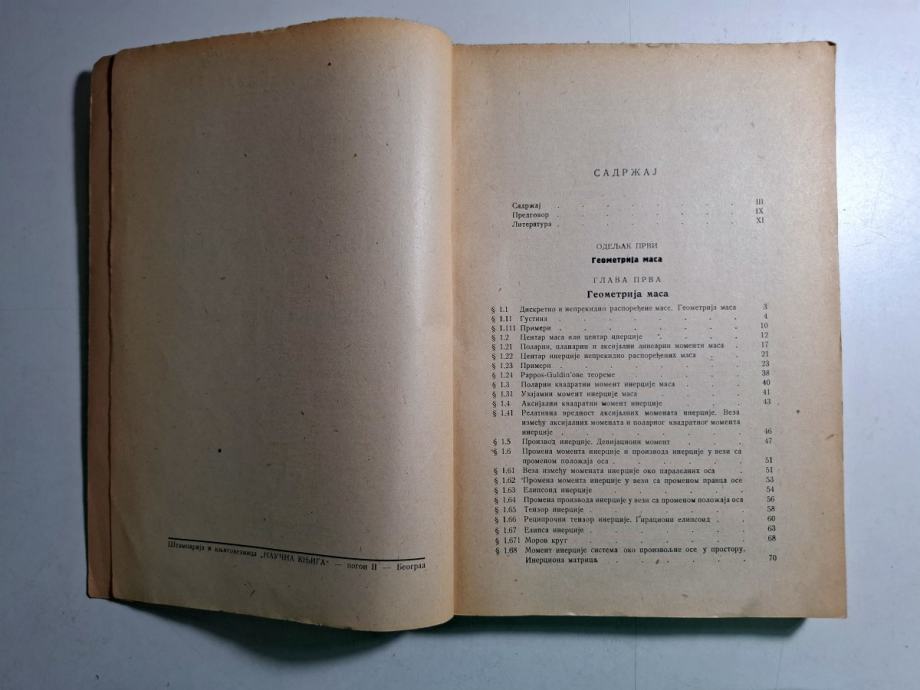 Штампарија и књиговезница „НАУЧНА КЊИГА“ — погон II — Београд
САДРЖАЈ
Садржај . . . . . . . . III
Предговор . . . . . . . . IX
Литература . . . . . . . . XI
ОДЕЉАК ПРВИ
Геометрија маса
ГЛАВА ПРВА
Геометрија маса
§ 1.1 Дискретно и непрекидно распоређене масе. Геометрија маса . 3
§ 1.11 Густина . . . . . . . . 4
§ 1.111 Примери . . . . . . . . 10
§ 1.2 Центар маса или центар инерције . . . . 12
§ 1.21 Поларни, планарни и аксијални линеарни моменти маса . 17
§ 1.22 Центар инерције непрекидно распоређених маса . . 21
§ 1.23 Примери . . . . . . . . 23
§ 1.24 Pappos-Guldin'ове теореме . . . . . 38
§ 1.3 Поларни квадратни момент инерције маса . . . 40
§ 1.31 Узајамни момент инерције маса . . . . 41
§ 1.4 Аксијални квадратни момент инерције . . . 43
§ 1.41 Релативна вредност аксијалних момената инерције. Веза
између аксијалних момената и поларног квадратног момента
инерције . . . . . . . . 46
§ 1.5 Производ инерције. Девијациони момент . . . 47
§ 1.6 Промена момента инерције и производа инерције у вези са
променом положаја оса . . . . . . 51
§ 1.61 Веза између момената инерције око паралелних оса . 51
§ 1.62 Промена момента инерције у вези са променом правца осе 53
§ 1.63 Елипсоид инерције . . . . . . 54
§ 1.64 Промена производа инерције у вези са променом положаја оса 56
§ 1.65 Тензор инерције . . . . . . 58
§ 1.66 Реципрочни тензор инерције. Гирациони елипсоид . . 60
§ 1.67 Елипса инерције . . . . . . 63
§ 1.671 Моров круг . . . . . . . 68
§ 1.68 Момент инерције система око произвољне осе у простору.
Инерциона матрица . . . . . . 70